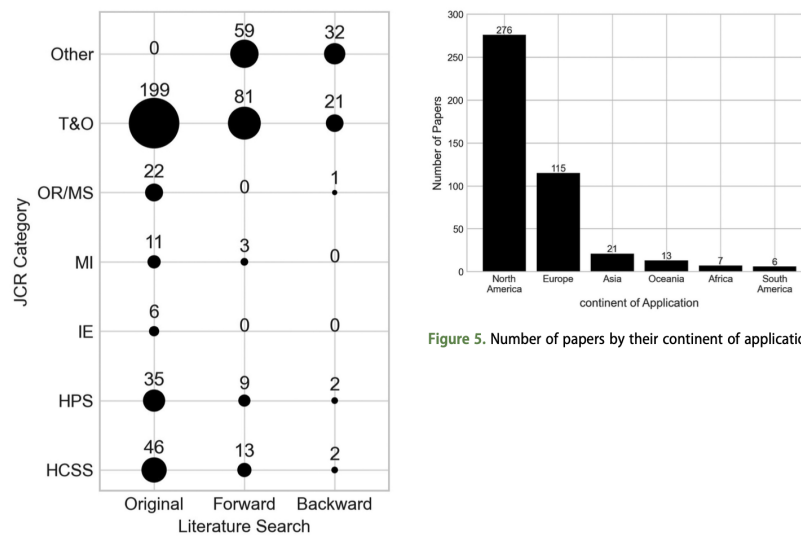 Other
0
59
32
T&O
199
81
21
OR/MS
22
0
1
MI
11
3
0
IE
6
0
0
HPS
35
9
2
HCSS
46
13
2
Original Forward Backward
Literature Search
JCR Category
300
250
200
150
100
50
0
Number of Papers
276
115
21
13
7
6
North America
Europe
Asia
Oceania
Africa
South America
continent of Application
Figure 5. Number of papers by their continent of applicatio